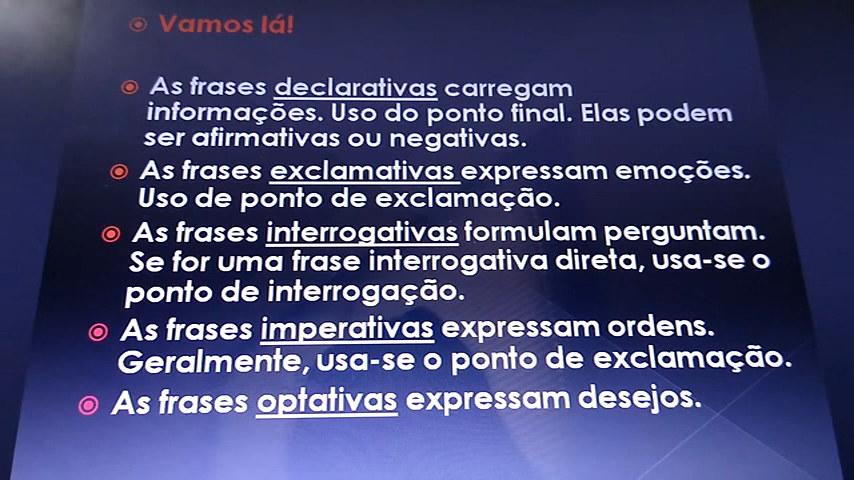 Vamos lá!
As frases declarativas carregam
informações. Uso do ponto final. Elas podem
ser afirmativas ou negativas.
As frases exclamativas expressam emoções.
Uso de ponto de exclamação.
As frases interrogativas formulam perguntam.
Se for uma frase interrogativa direta, usa-se o
ponto de interrogação.
As frases imperativas expressam ordens.
Geralmente, usa-se o ponto de exclamação.
As frases optativas expressam desejos.